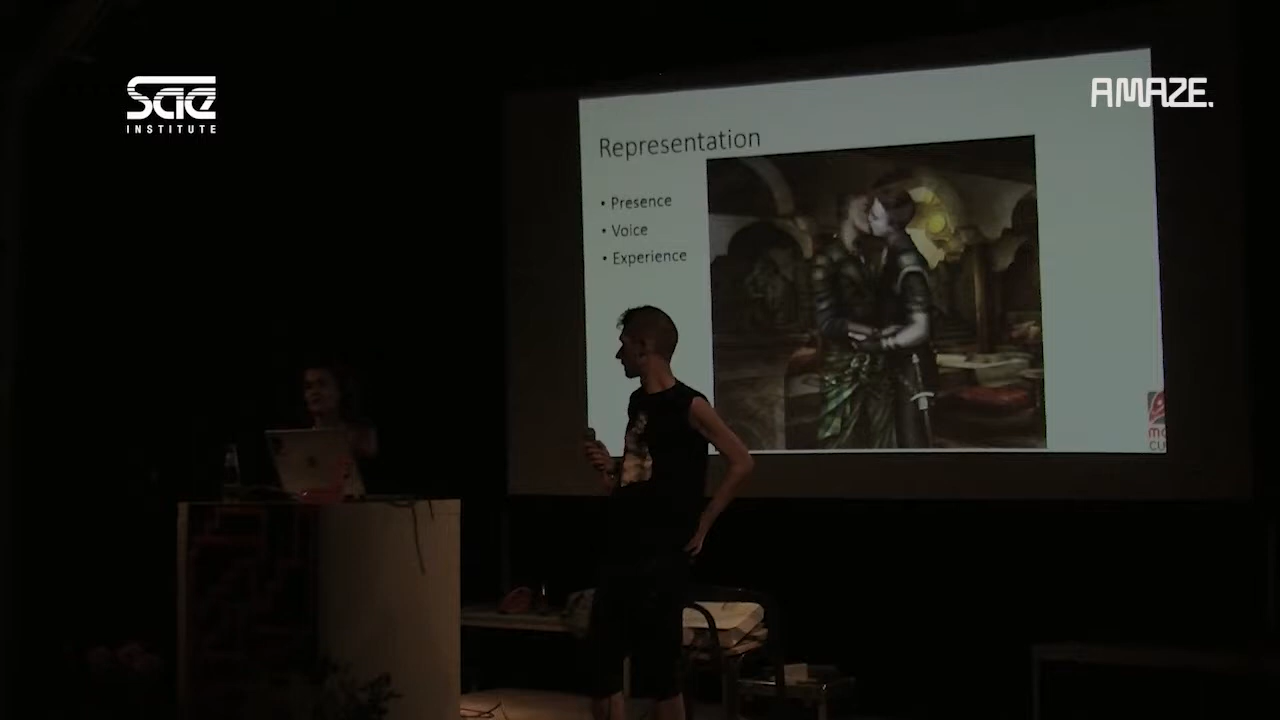 Sae
INSTITUTE
AMAZE.
Representation
• Presence
• Voice
• Experience